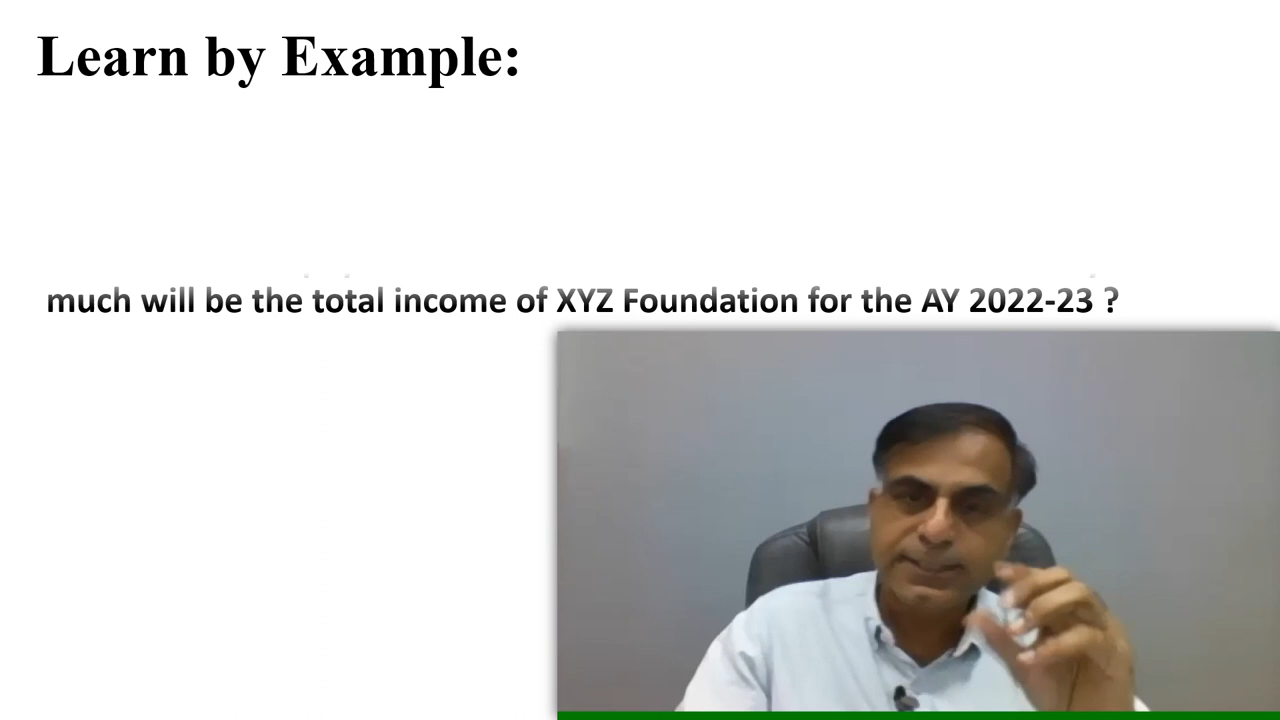 Learn by Example:
much will be the total income of XYZ Foundation for the AY 2022-23 ?